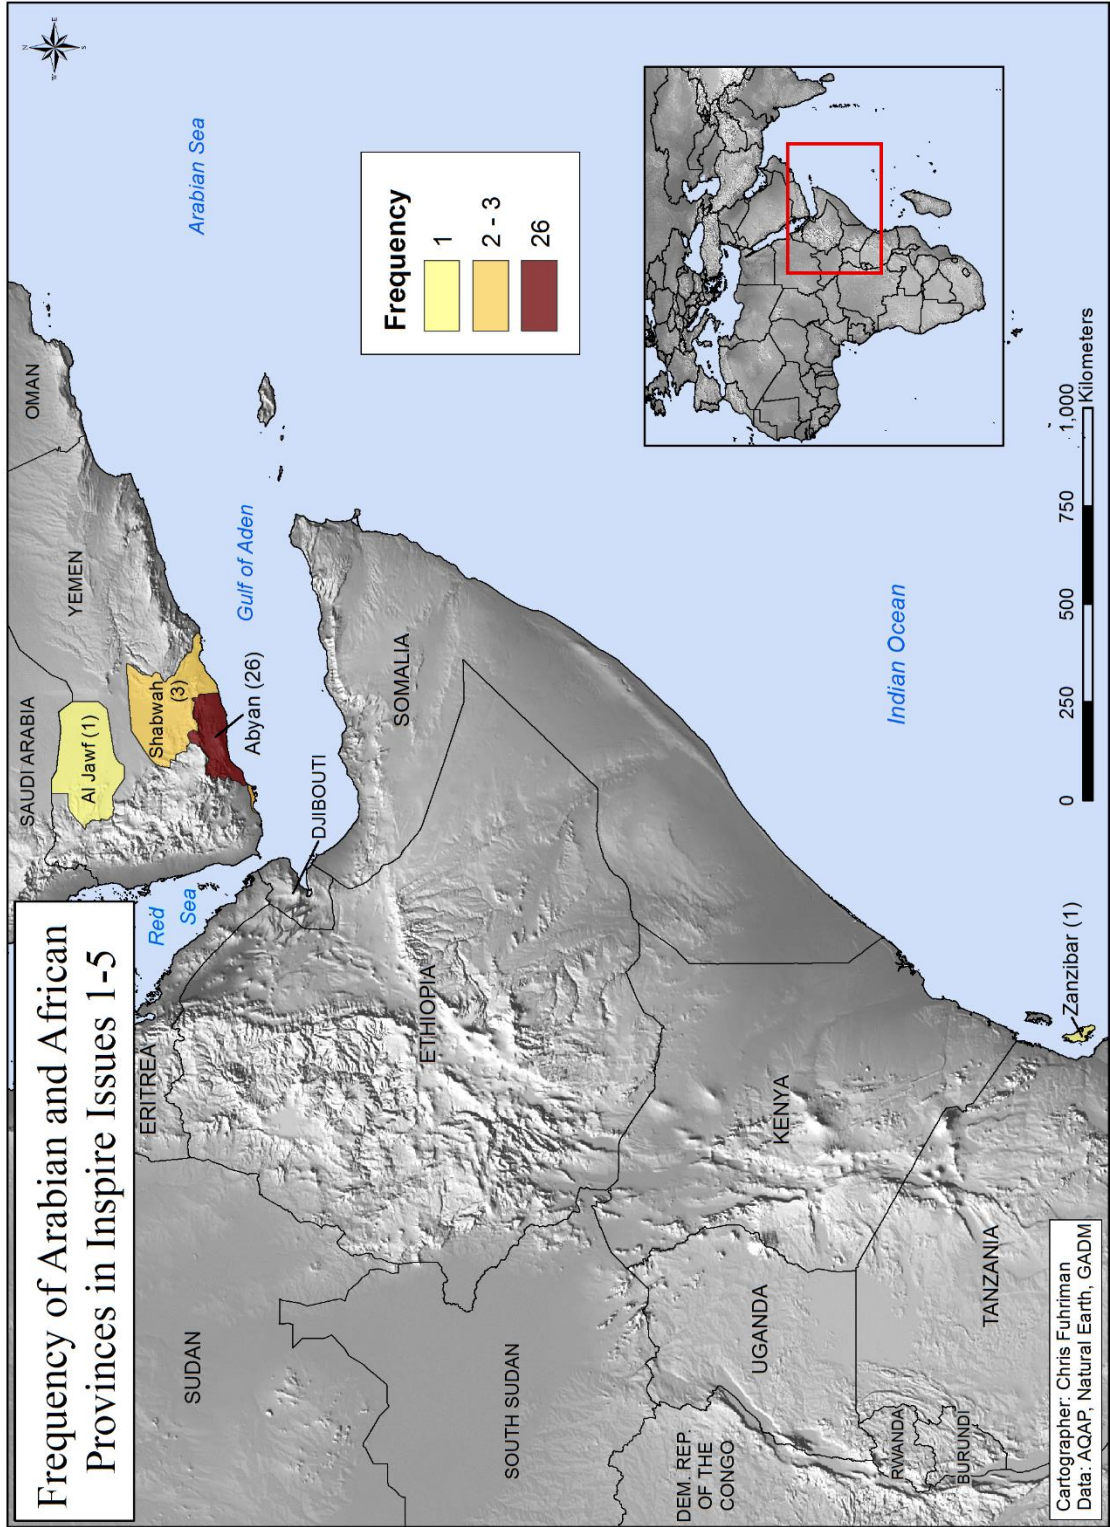 Frequency of Arabian and African
Provinces in Inspire Issues 1-5
N
W
E
S
SAUDI ARABIA
OMAN
YEMEN
Al Jawf (1)
Shabwah
(3)
Abyan (26)
Arabian Sea
Gulf of Aden
Red
Sea
ERITREA
SUDAN
DJIBOUTI
SOMALIA
ETHIOPIA
SOUTH SUDAN
DEM. REP.
OF THE
CONGO
UGANDA
KENYA
RWANDA
BURUNDI
TANZANIA
Zanzibar (1)
Indian Ocean
Frequency
1
2 - 3
26
0
250
500
750
1,000
Kilometers
Cartographer: Chris Fuhriman
Data: AQAP, Natural Earth, GADM